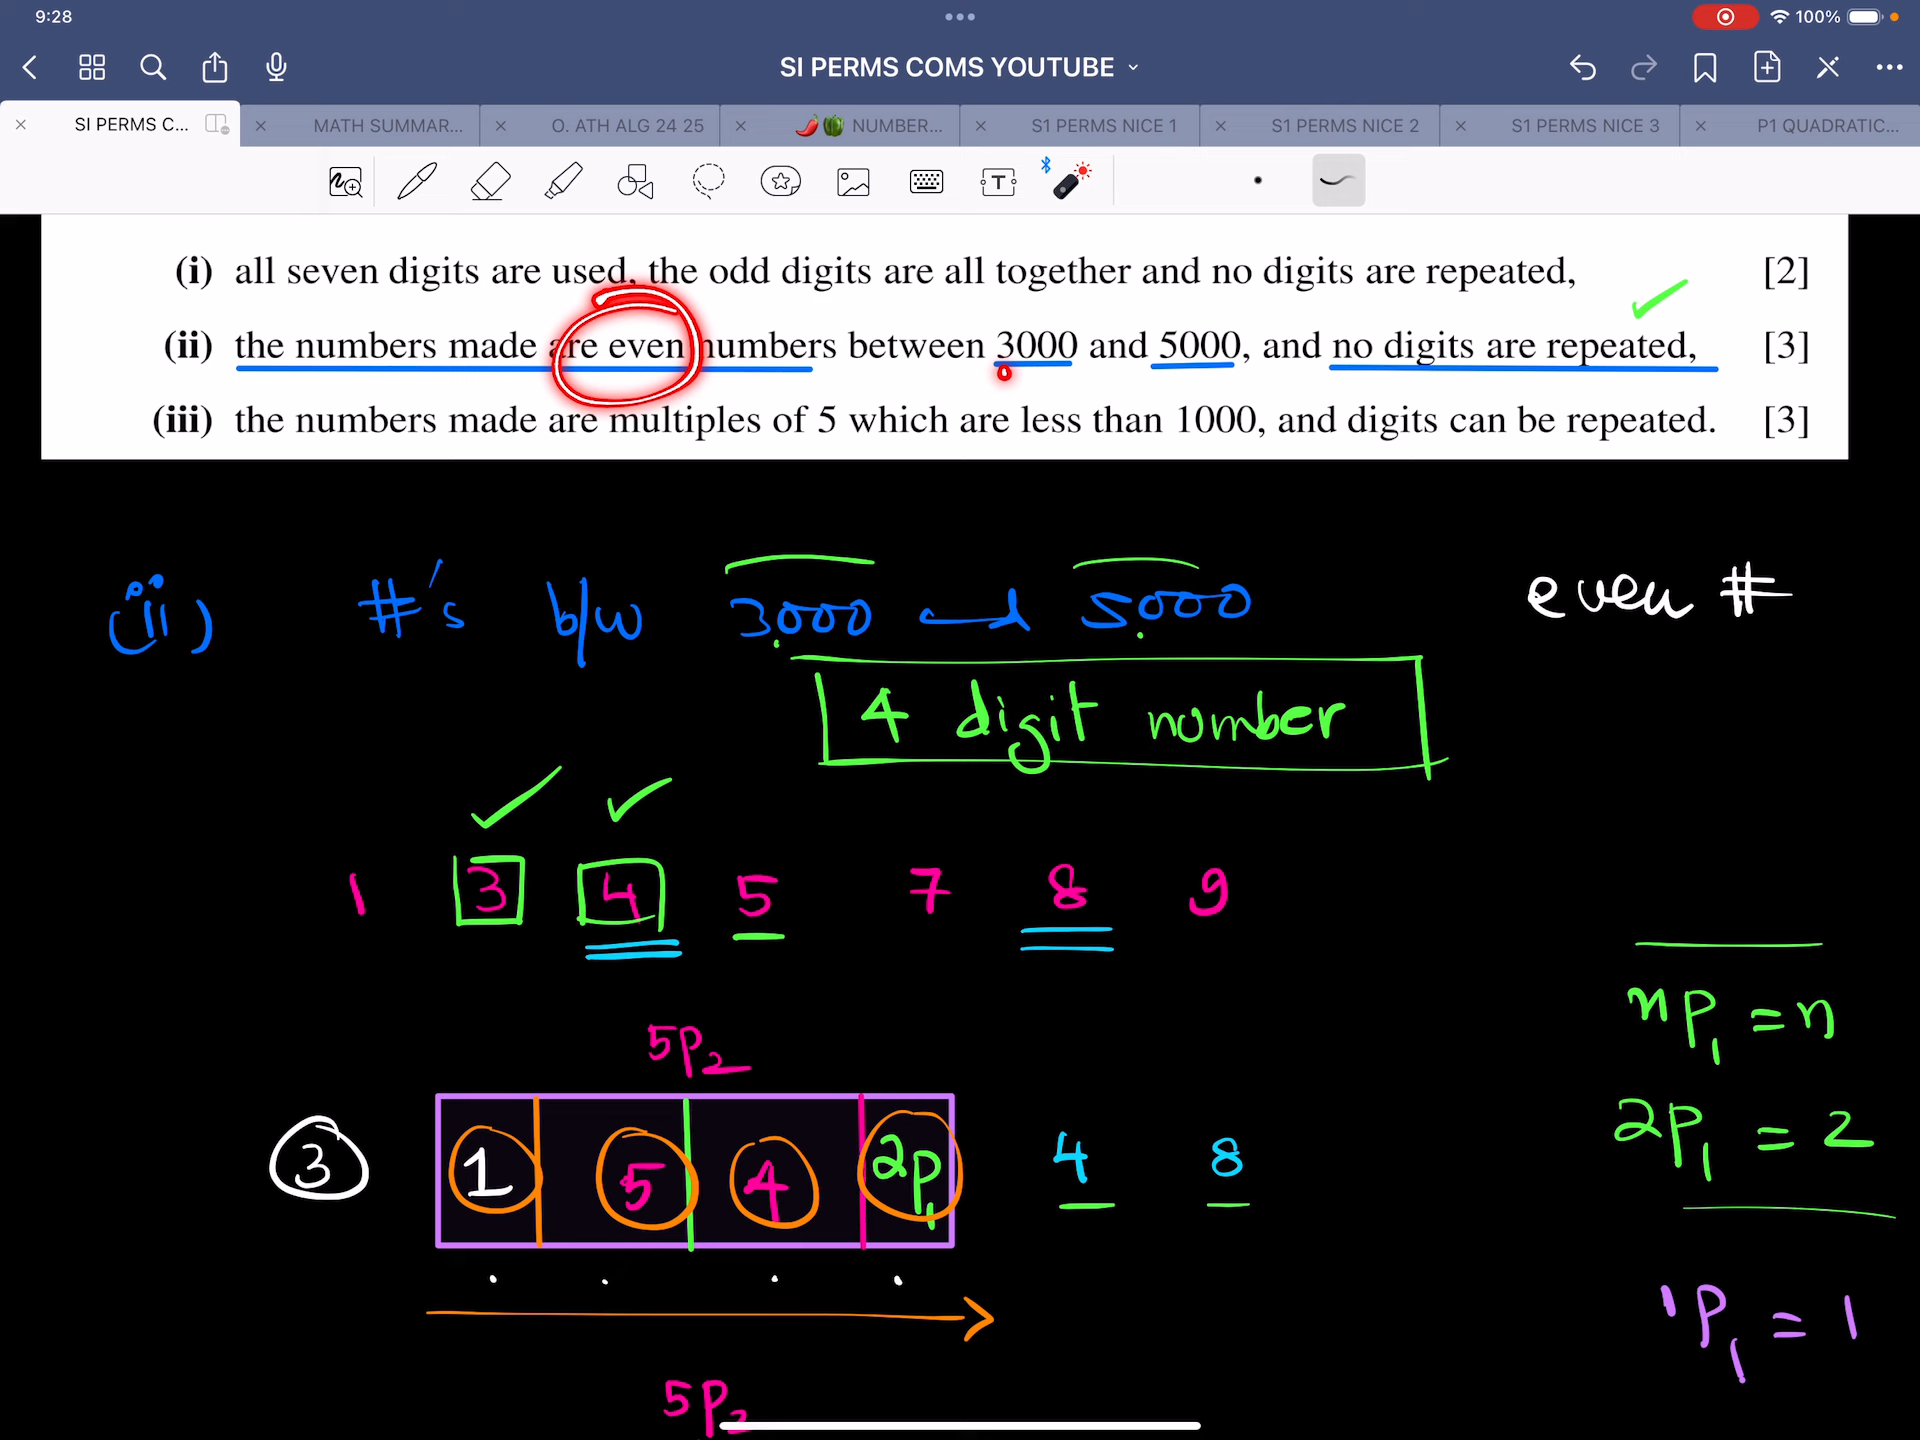 9:28
100%
SI PERMS COMS YOUTUBE
SI PERMS C...
MATH SUMMAR...
O. ATH ALG 24 25
NUMBER...
S1 PERMS NICE 1
S1 PERMS NICE 2
S1 PERMS NICE 3
P1 QUADRATIC...
(i) all seven digits are used, the odd digits are all together and no digits are repeated, [2]
(ii) the numbers made are even numbers between 3000 and 5000, and no digits are repeated, [3]
(iii) the numbers made are multiples of 5 which are less than 1000, and digits can be repeated. [3]
(ii) #'s b/w 3000 and 5000 even #
4 digit number
1 3 4 5 7 8 9
nP1 = n
5P2
3 1 5 4 2P1 4 8
2P1 = 2
1P1 = 1
5P2